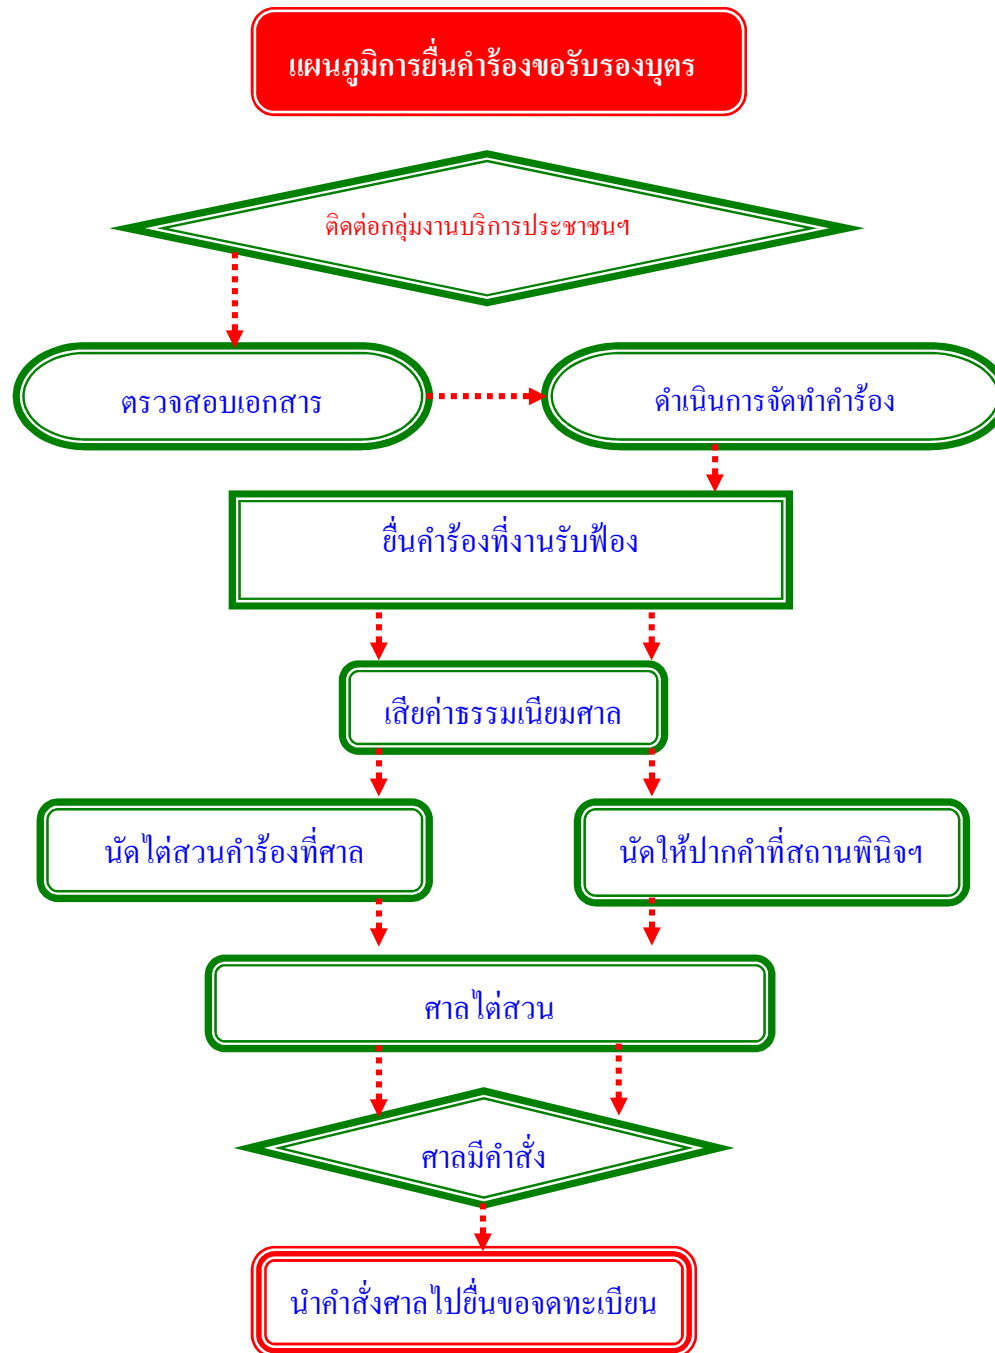 แผนภูมิการยื่นคำร้องขอรับรองบุตร
ติดต่อกลุ่มงานบริการประชาชนฯ
ตรวจสอบเอกสาร
ดำเนินการจัดทำคำร้อง
ยื่นคำร้องที่งานรับฟ้อง
เสียค่าธรรมเนียมศาล
นัดไต่สวนคำร้องที่ศาล
นัดให้ปากคำที่สถานพินิจฯ
ศาลไต่สวน
ศาลมีคำสั่ง
นำคำสั่งศาลไปยื่นขอจดทะเบียน